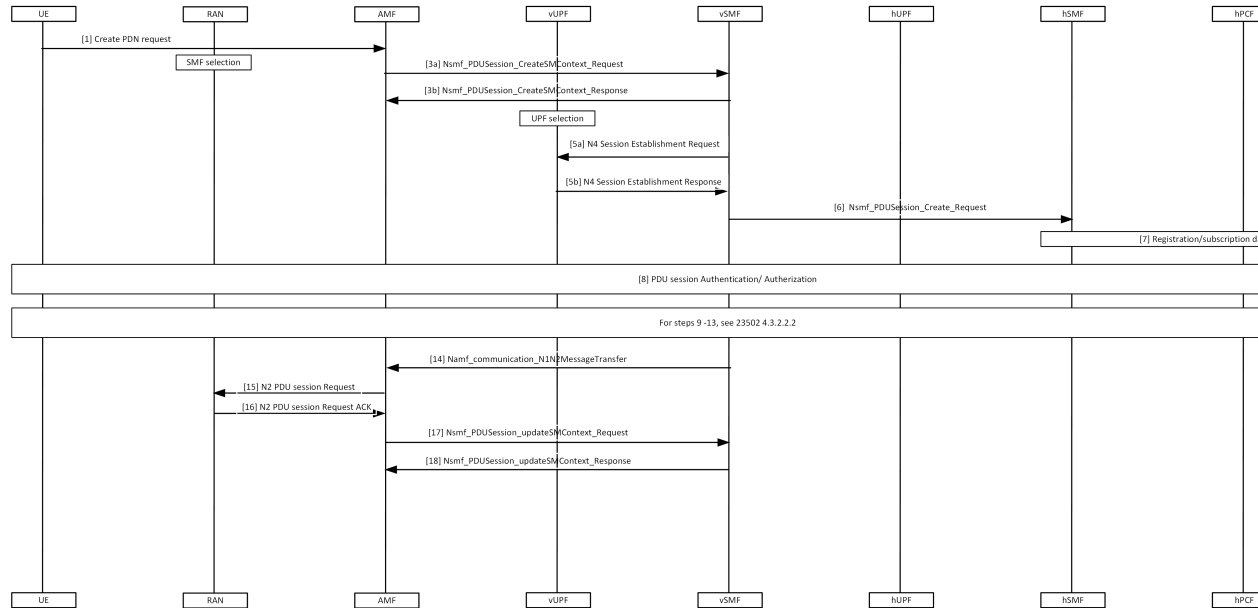 UE RAN AMF vUPF vSMF hUPF hSMF hPCF
[1] Create PDN request
SMF selection
[3a] Nsmf_PDUSession_CreateSMContext_Request
[3b] Nsmf_PDUSession_CreateSMContext_Response
UPF selection
[5a] N4 Session Establishment Request
[5b] N4 Session Establishment Response
[6] Nsmf_PDUSession_Create_Request
[7] Registration/subscription d
[8] PDU session Authentication/ Autherization
For steps 9 -13, see 23502 4.3.2.2.2
[14] Namf_communication_N1N2MessageTransfer
[15] N2 PDU session Request
[16] N2 PDU session Request ACK
[17] Nsmf_PDUSession_updateSMContext_Request
[18] Nsmf_PDUSession_updateSMContext_Response
UE RAN AMF vUPF vSMF hUPF hSMF hPCF